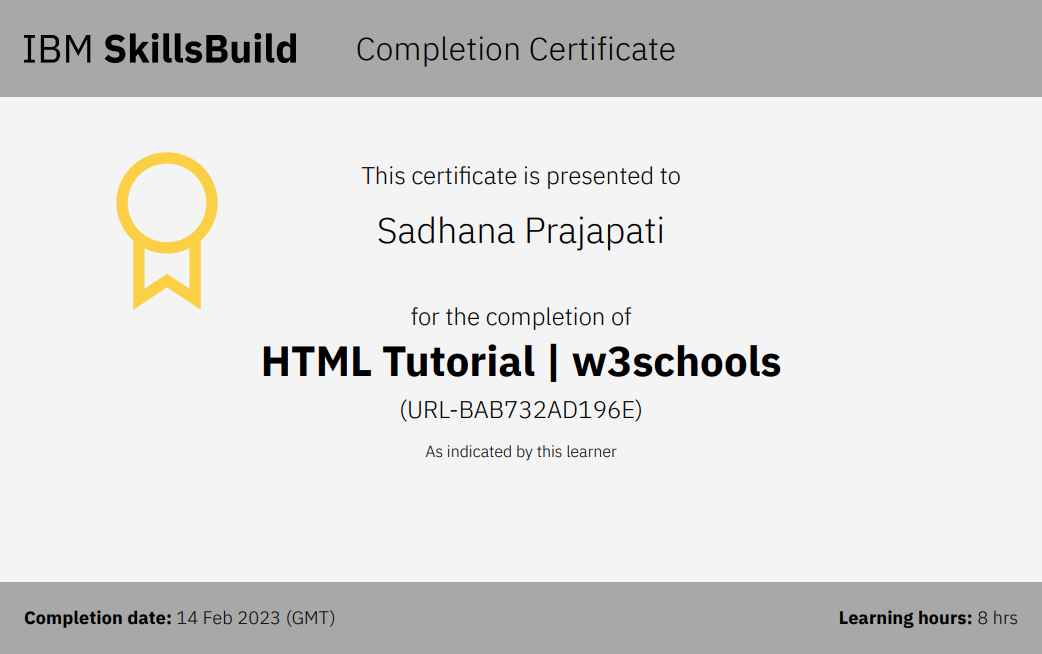 IBM SkillsBuild Completion Certificate
This certificate is presented to
Sadhana Prajapati
for the completion of
HTML Tutorial | w3schools
(URL-BAB732AD196E)
As indicated by this learner
Completion date: 14 Feb 2023 (GMT) Learning hours: 8 hrs